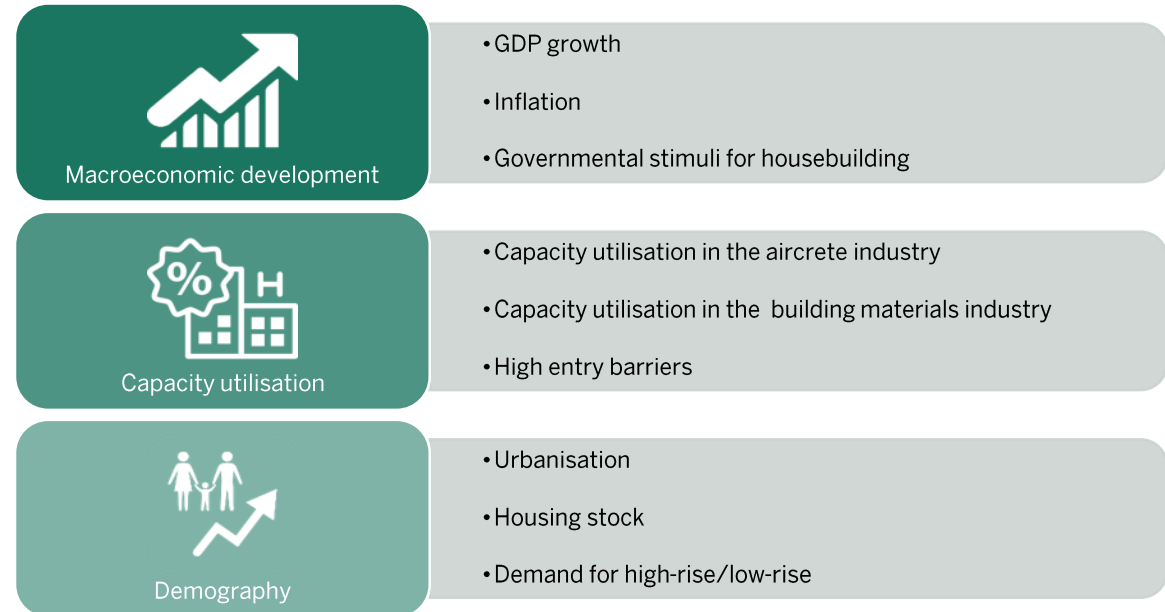 Macroeconomic development
•GDP growth
•Inflation
•Governmental stimuli for housebuilding
%
H
Capacity utilisation
•Capacity utilisation in the aircrete industry
•Capacity utilisation in the  building materials industry
•High entry barriers
Demography
•Urbanisation
•Housing stock
•Demand for high-rise/low-rise